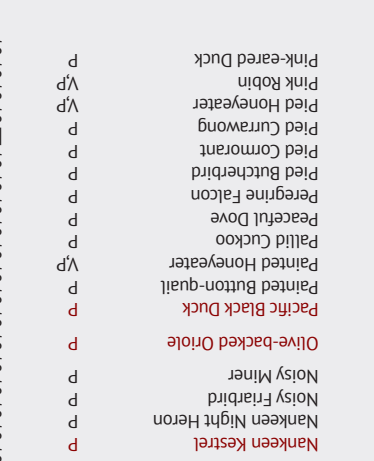 Nankeen Kestrel P
Nankeen Night Heron P
Noisy Friarbird P
Noisy Miner P
Olive-backed Oriole P
Pacific Black Duck P
Painted Button-quail P
Painted Honeyeater V,P
Pallid Cuckoo P
Peaceful Dove P
Peregrine Falcon P
Pied Butcherbird P
Pied Cormorant P
Pied Currawong P
Pied Honeyeater V,P
Pink Robin V,P
Pink-eared Duck P